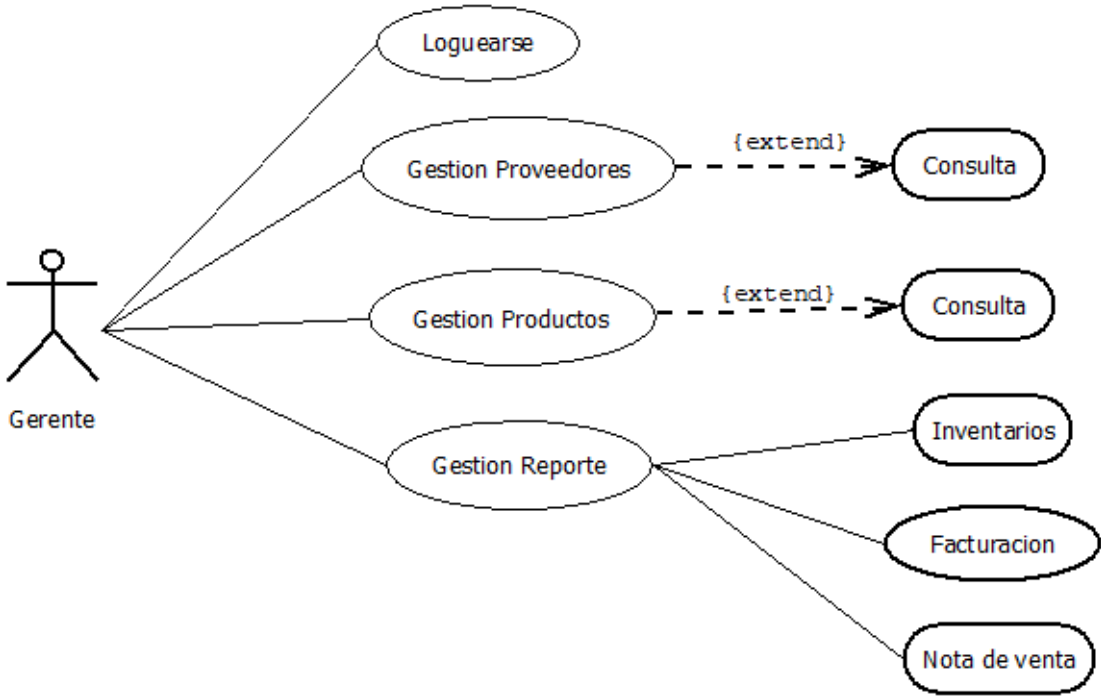 Loguearse
{extend}
Gestion Proveedores
Consulta
{extend}
Gestion Productos
Consulta
Gerente
Inventarios
Gestion Reporte
Facturacion
Nota de venta